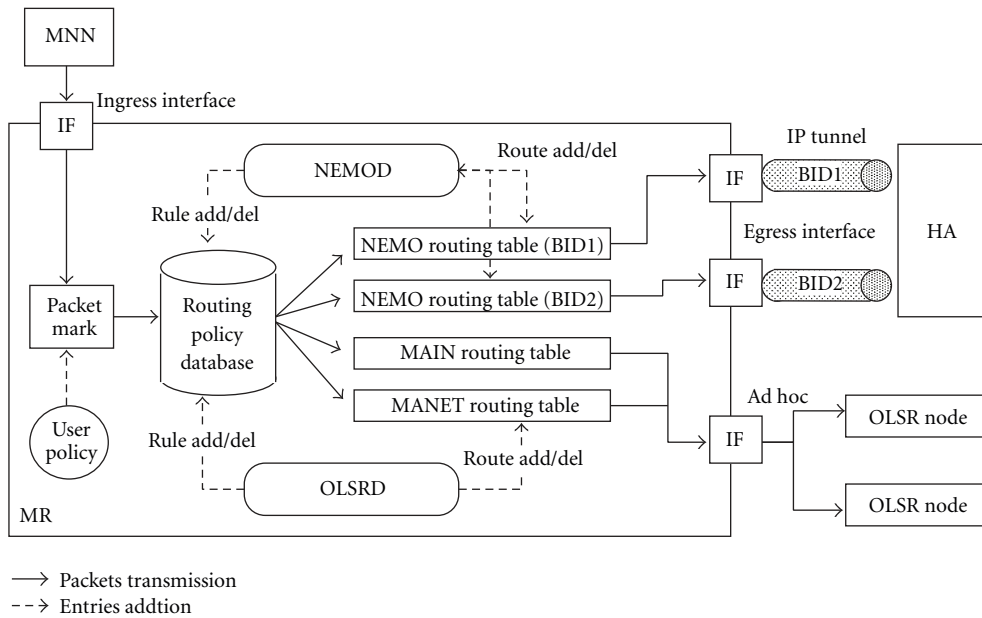 MNN
Ingress interface
IF
IP tunnel
NEMOD
Route add/del
IF
BID1
Rule add/del
NEMO routing table (BID1)
Egress interface
HA
IF
BID2
Packet
mark
Routing
policy
database
NEMO routing table (BID2)
MAIN routing table
MANET routing table
Ad hoc
IF
OLSR node
User
policy
Rule add/del
Route add/del
OLSRD
OLSR node
MR
Packets transmission
Entries addtion